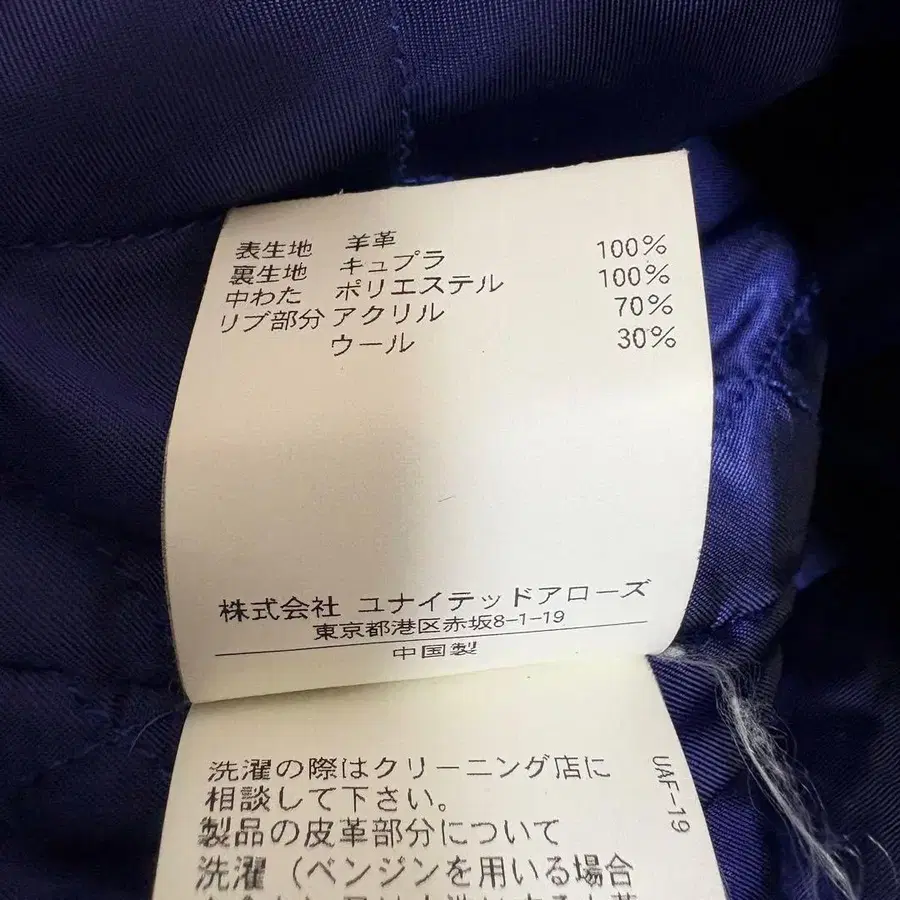 表生地 羊革 100%
裏生地 キュプラ 100%
中わた ポリエステル 70%
リブ部分 アクリル 30%
ウール
株式会社 ユナイテッドアローズ
東京都港区赤坂8-1-19
中国製
洗濯の際はクリーニング店に
相談して下さい。
製品の皮革部分について
洗濯（ベンジンを用いる場合
UAF-19